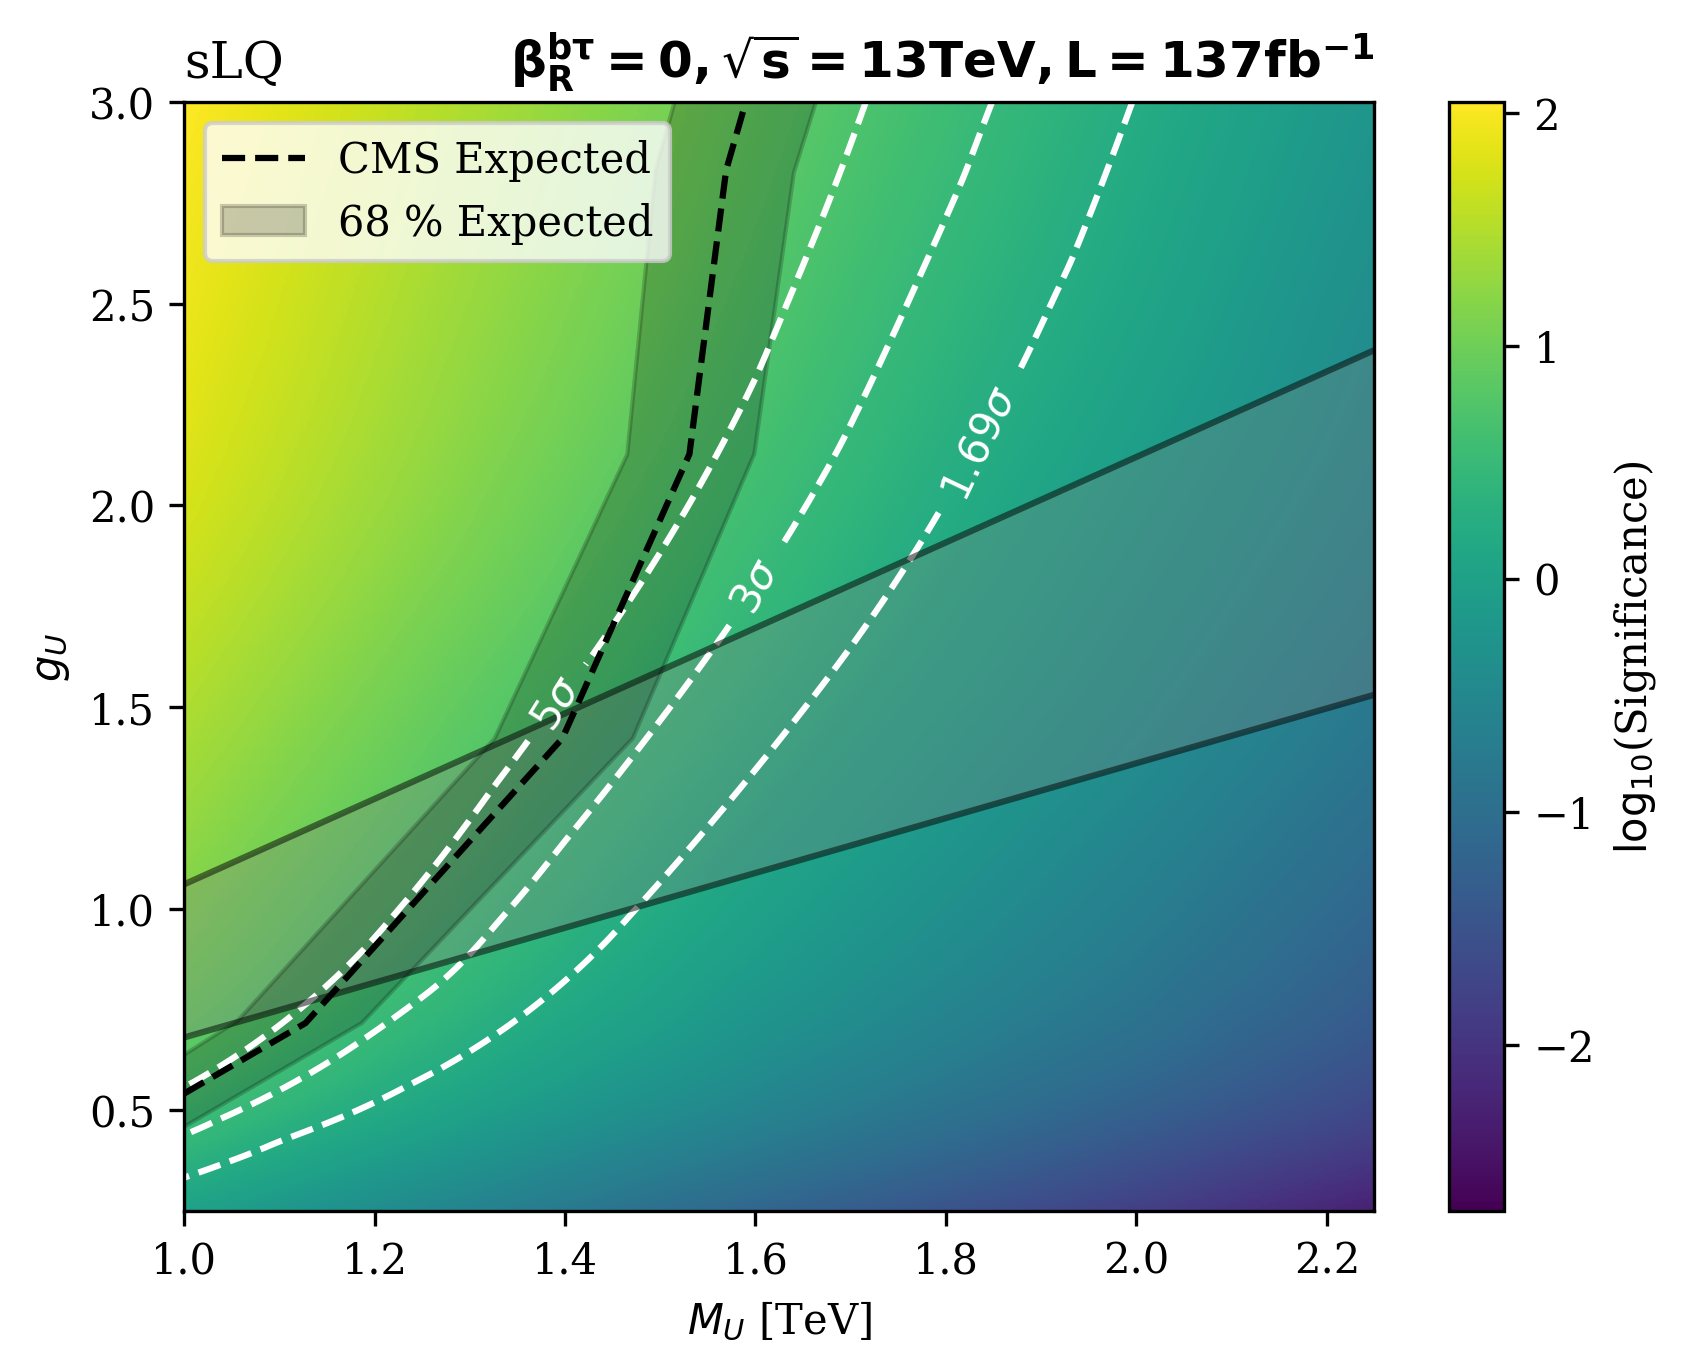 sLQ
β_R^{bτ} = 0, √s = 13TeV, L = 137fb^{-1}
CMS Expected
68 % Expected
3.0
2.5
2.0
1.5
1.0
0.5
g_U
5σ
3σ
1.69σ
1.0 1.2 1.4 1.6 1.8 2.0 2.2
M_U [TeV]
2
1
0
−1
−2
log₁₀(Significance)